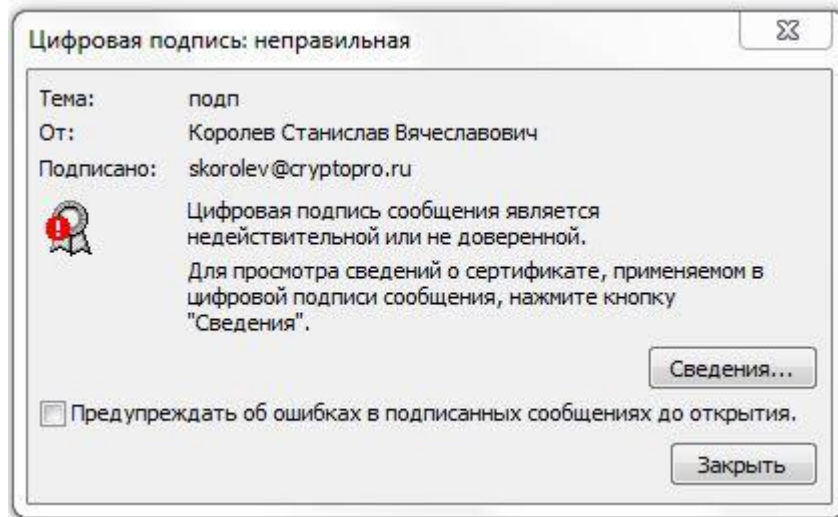 Цифровая подпись: неправильная
Тема: подп
От: Королев Станислав Вячеславович
Подписано: skorolev@cryptopro.ru
Цифровая подпись сообщения является
недействительной или не доверенной.
Для просмотра сведений о сертификате, применяемом в
цифровой подписи сообщения, нажмите кнопку
"Сведения".
Сведения...
Предупреждать об ошибках в подписанных сообщениях до открытия.
Закрыть